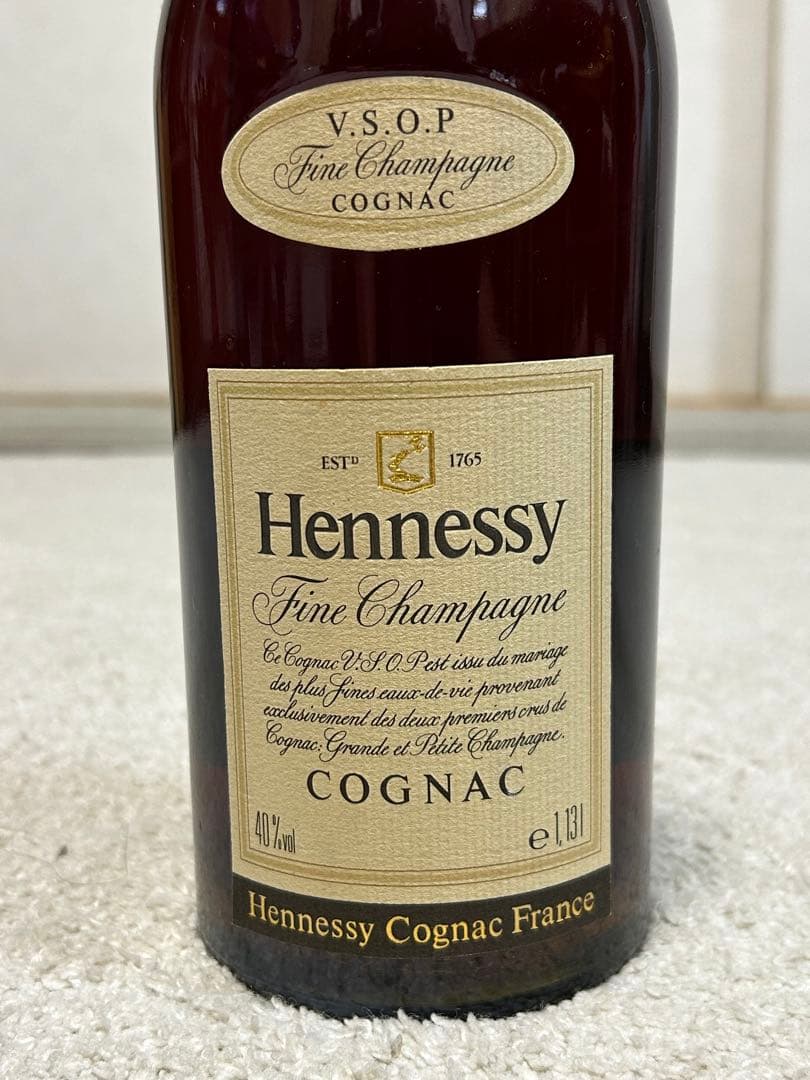 V.S.O.P
Fine Champagne
COGNAC
ESTD 1765
Hennessy
Fine Champagne
Ce Cognac V.S.O.P est issu du mariage
des plus fines eaux-de-vie provenant
exclusivement des deux premiers crus de
Cognac: Grande et Petite Champagne.
COGNAC
40%vol e1,13l
Hennessy Cognac France